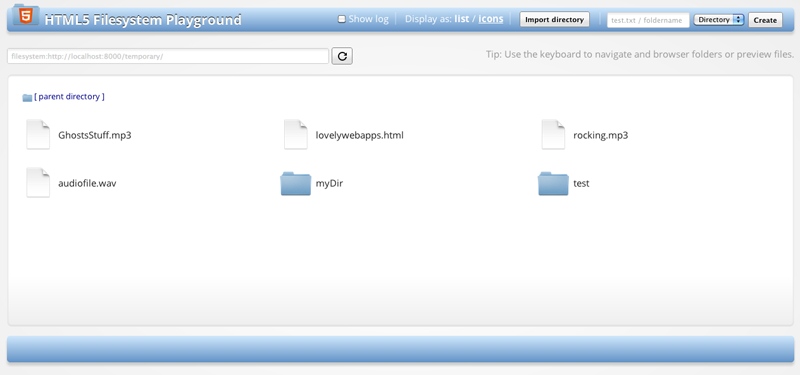 HTML5 Filesystem Playground
Show log
Display as: list / icons
Import directory
test.txt / foldername
Directory
Create
filesystem:http://localhost:8000/temporary/
Tip: Use the keyboard to navigate and browser folders or preview files.
[ parent directory ]
GhostsStuff.mp3
lovelywebapps.html
rocking.mp3
audiofile.wav
myDir
test